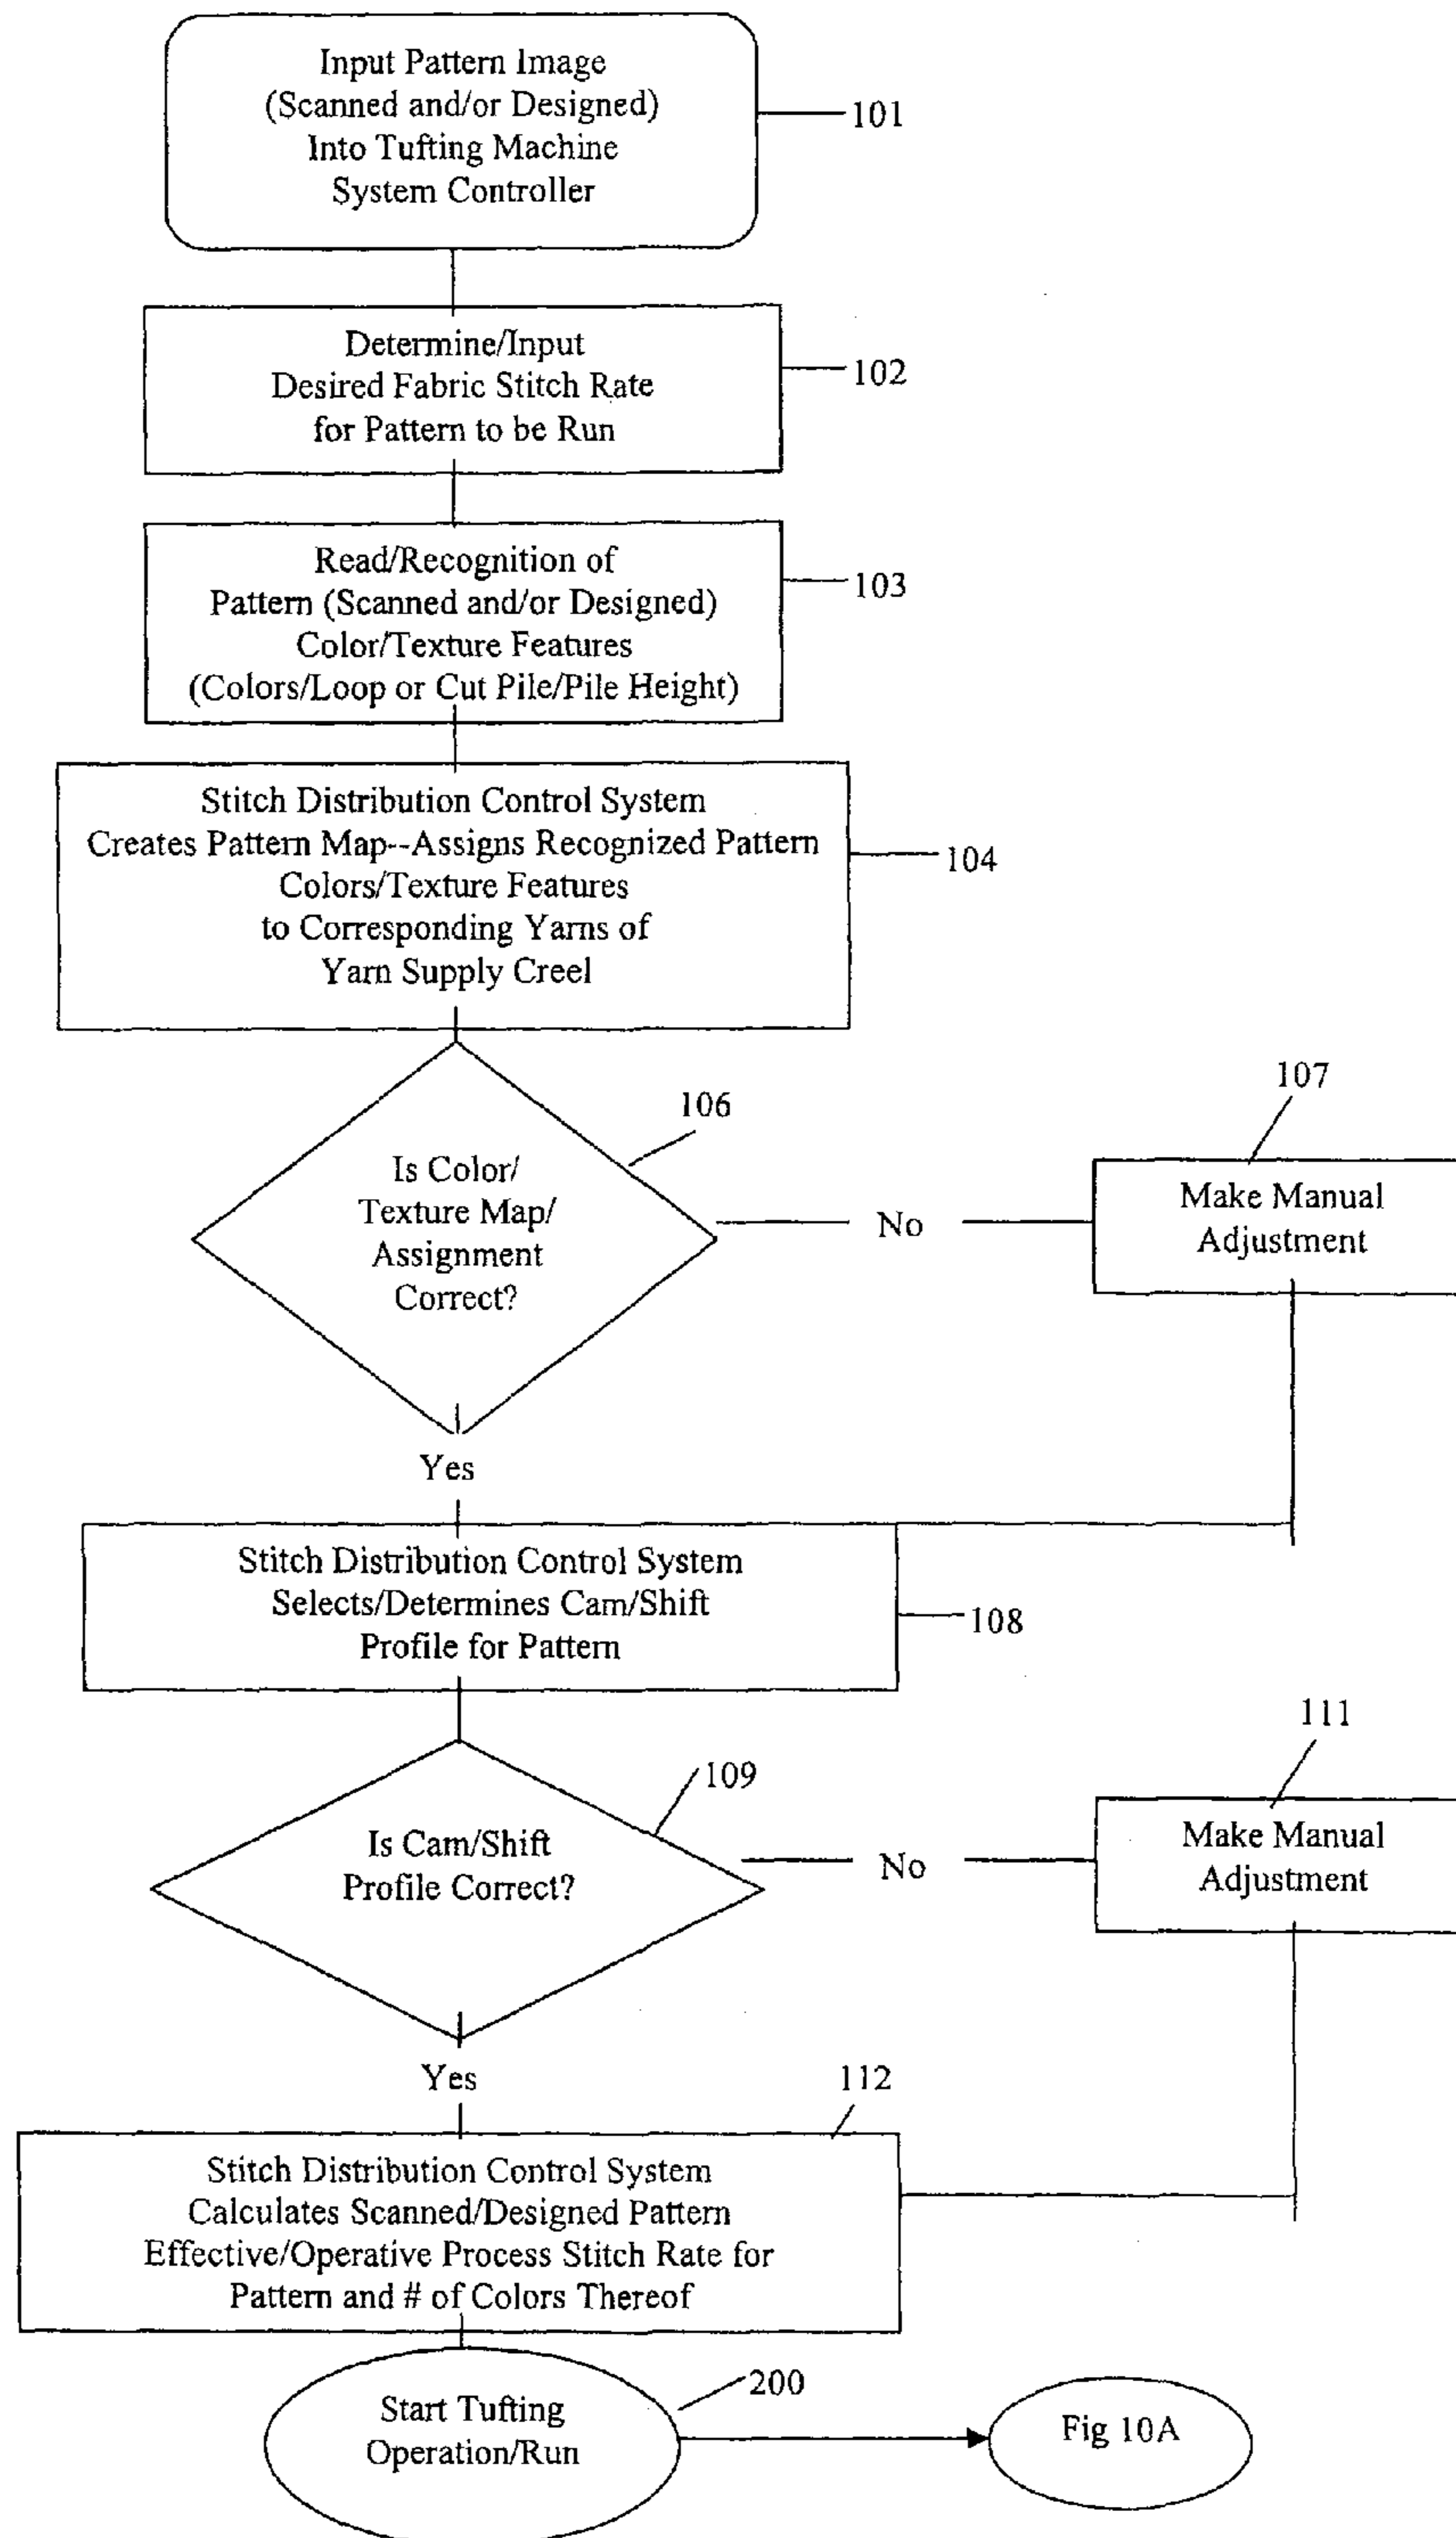 Input Pattern Image
(Scanned and/or Designed)
Into Tufting Machine
System Controller
101
Determine/Input
Desired Fabric Stitch Rate
for Pattern to be Run
102
Read/Recognition of
Pattern (Scanned and/or Designed)
Color/Texture Features
(Colors/Loop or Cut Pile/Pile Height)
103
Stitch Distribution Control System
Creates Pattern Map--Assigns Recognized Pattern
Colors/Texture Features
to Corresponding Yarns of
Yarn Supply Creel
104
106
Is Color/
Texture Map/
Assignment
Correct?
No
107
Make Manual
Adjustment
Yes
Stitch Distribution Control System
Selects/Determines Cam/Shift
Profile for Pattern
108
109
Is Cam/Shift
Profile Correct?
No
111
Make Manual
Adjustment
Yes
112
Stitch Distribution Control System
Calculates Scanned/Designed Pattern
Effective/Operative Process Stitch Rate for
Pattern and # of Colors Thereof
Start Tufting
Operation/Run
200
Fig 10A